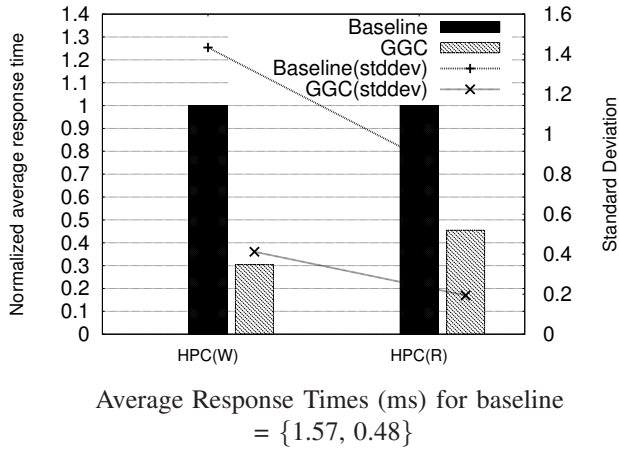 Normalized average response time
1.4
1.3
1.2
1.1
1
0.9
0.8
0.7
0.6
0.5
0.4
0.3
0.2
0.1
0
Baseline
GGC
Baseline(stddev)
GGC(stddev)
1.6
1.4
1.2
1
0.8
0.6
0.4
0.2
0
Standard Deviation
HPC(W) HPC(R)
Average Response Times (ms) for baseline
= {1.57, 0.48}